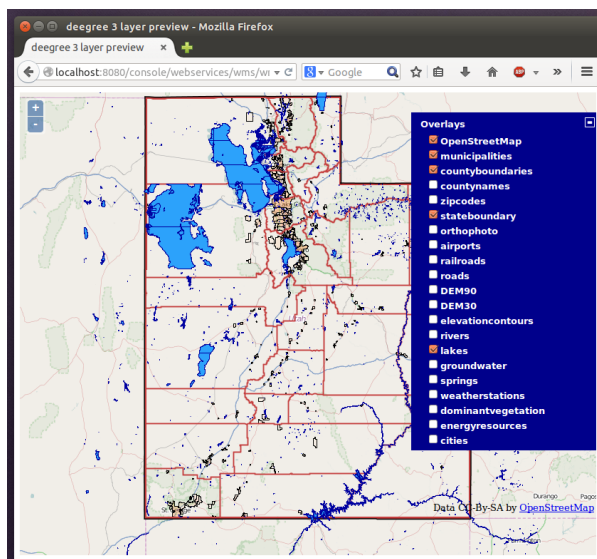 deegree 3 layer preview - Mozilla Firefox
deegree 3 layer preview
localhost:8080/console/webservices/wms/
Google
+
-
Overlays
OpenStreetMap
municipalities
countyboundaries
countynames
zipcodes
stateboundary
orthophoto
airports
railroads
roads
DEM90
DEM30
elevationcontours
rivers
lakes
groundwater
springs
weatherstations
dominantvegetation
energyresources
cities
Durango
Data CC-By-SA by OpenStreetMap